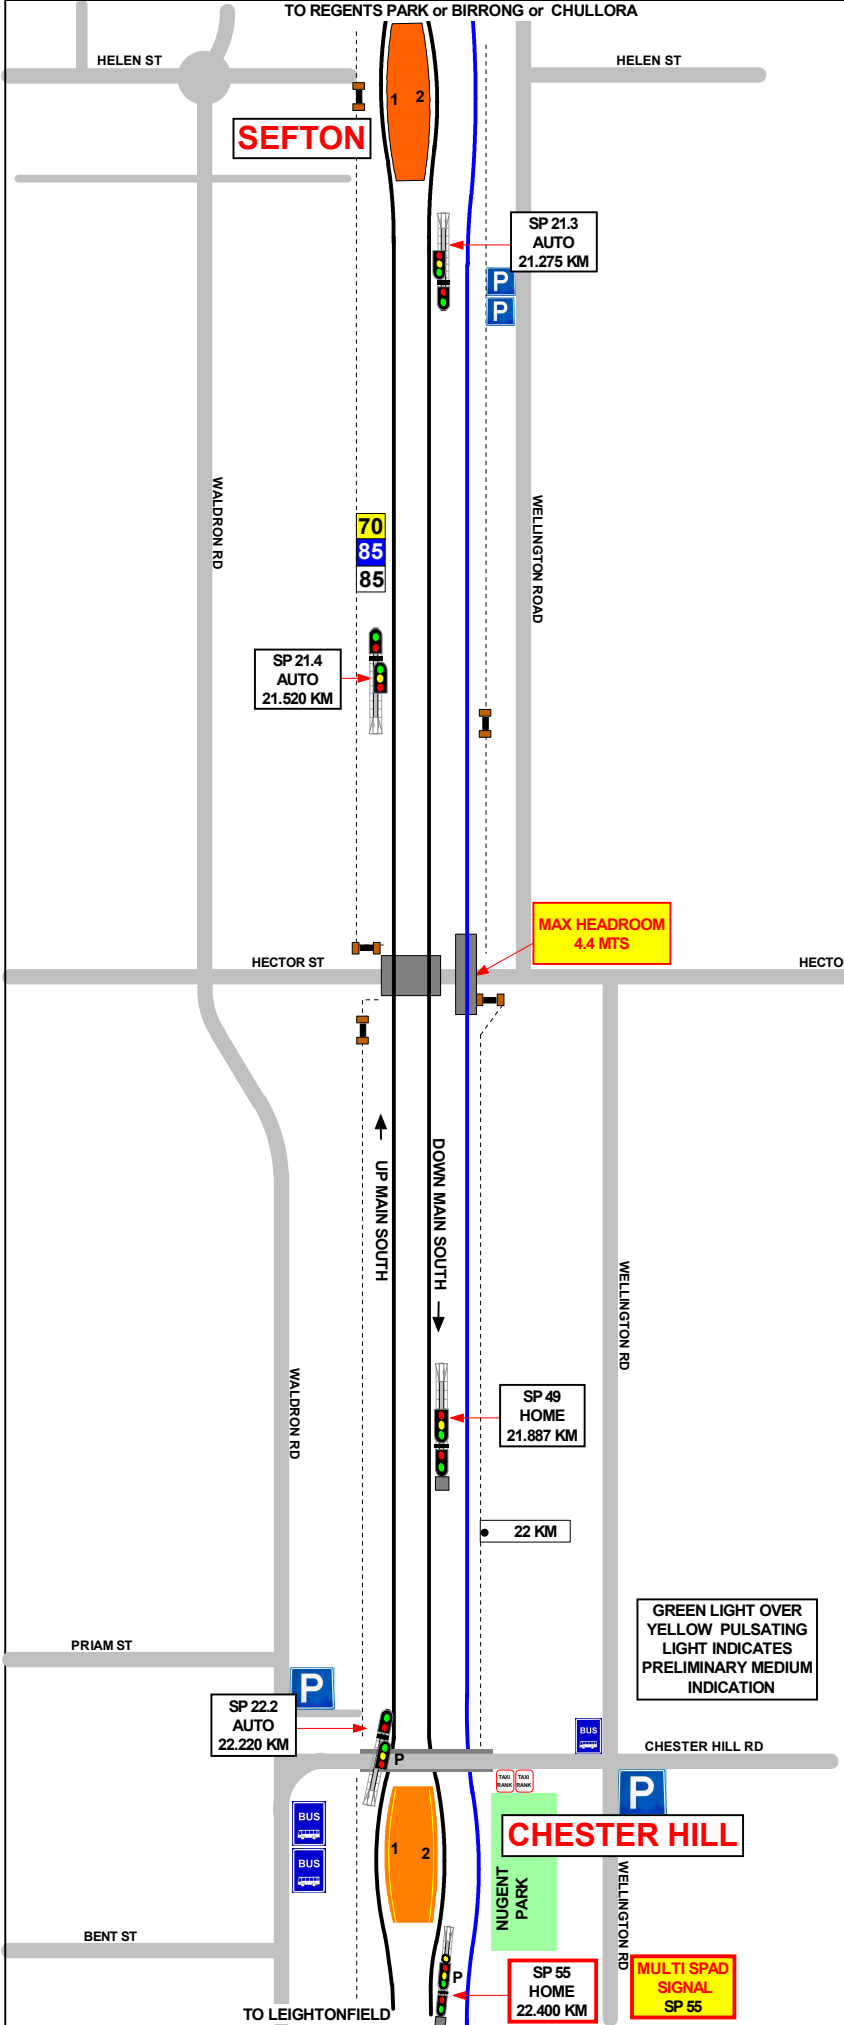 TO REGENTS PARK or BIRRONG or CHULLORA
HELEN ST
HELEN ST
1
2
SEFTON
SP 21.3
AUTO
21.275 KM
P
P
WALDRON RD
WELLINGTON ROAD
70
85
85
SP 21.4
AUTO
21.520 KM
MAX HEADROOM
4.4 MTS
HECTOR ST
HECTO
UP MAIN SOUTH
DOWN MAIN SOUTH
WELLINGTON RD
WALDRON RD
SP 49
HOME
21.887 KM
22 KM
GREEN LIGHT OVER
YELLOW PULSATING
LIGHT INDICATES
PRELIMINARY MEDIUM
INDICATION
PRIAM ST
P
SP 22.2
AUTO
22.220 KM
P
BUS
CHESTER HILL RD
TAXI
RANK
TAXI
RANK
P
CHESTER HILL
BUS
BUS
1
2
NUGENT
PARK
WELLINGTON RD
BENT ST
P
SP 55
HOME
22.400 KM
MULTI SPAD
SIGNAL
SP 55
TO LEIGHTONFIELD